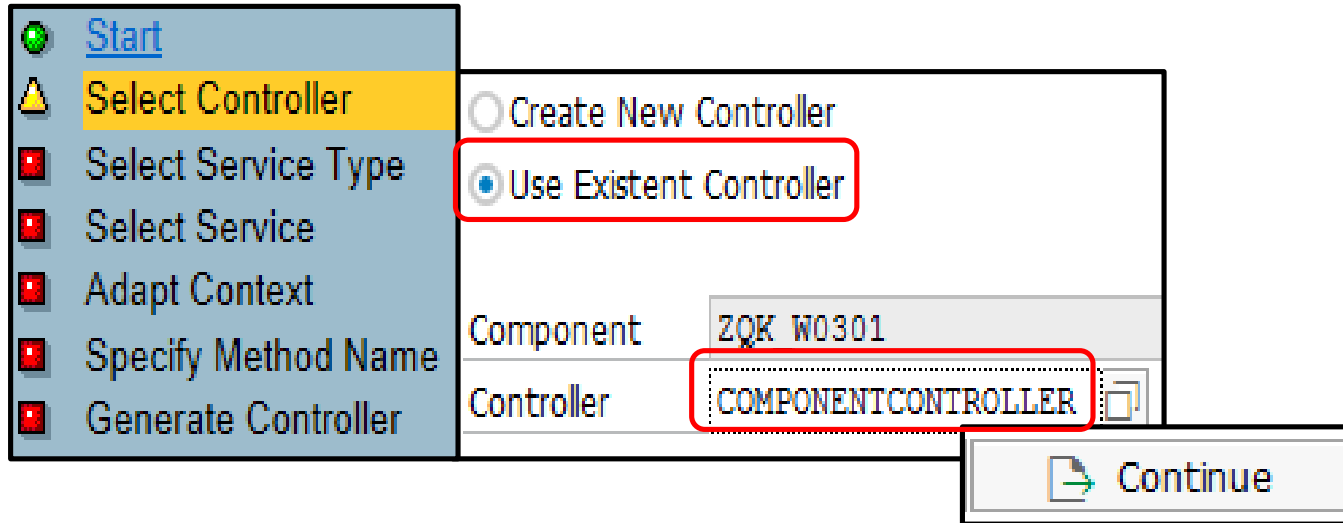 Start
Select Controller
Select Service Type
Select Service
Adapt Context
Specify Method Name
Generate Controller
Create New Controller
Use Existent Controller
Component ZQK W0301
Controller COMPONENTCONTROLLER
Continue